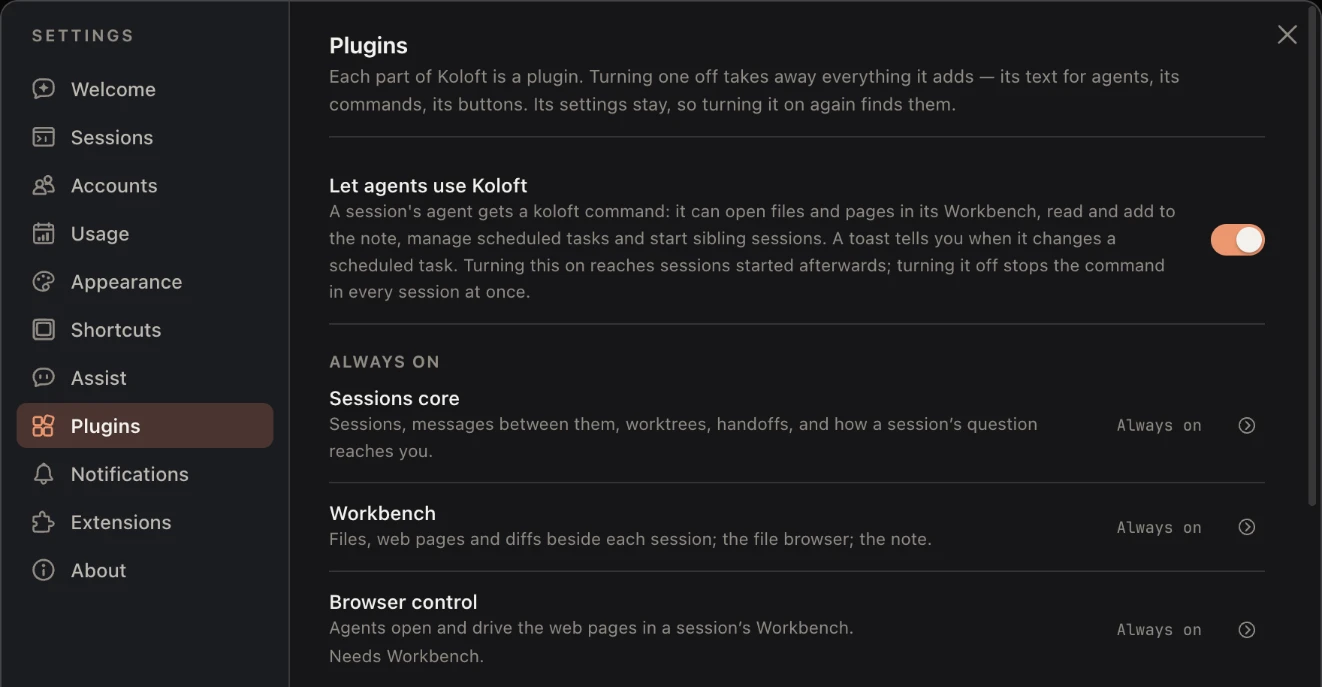 SETTINGS
Welcome
Sessions
Accounts
Usage
Appearance
Shortcuts
Assist
Plugins
Notifications
Extensions
About
Plugins
Each part of Koloft is a plugin. Turning one off takes away everything it adds — its text for agents, its
commands, its buttons. Its settings stay, so turning it on again finds them.
Let agents use Koloft
A session's agent gets a koloft command: it can open files and pages in its Workbench, read and add to
the note, manage scheduled tasks and start sibling sessions. A toast tells you when it changes a
scheduled task. Turning this on reaches sessions started afterwards; turning it off stops the command
in every session at once.
ALWAYS ON
Sessions core
Sessions, messages between them, worktrees, handoffs, and how a session’s question
reaches you.
Always on
Workbench
Files, web pages and diffs beside each session; the file browser; the note.
Always on
Browser control
Agents open and drive the web pages in a session’s Workbench.
Needs Workbench.
Always on